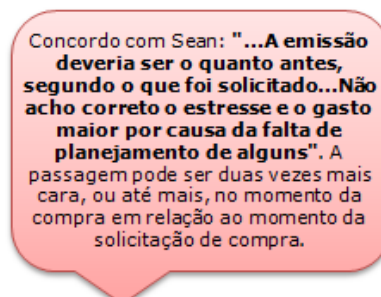 Concordo com Sean: "...A emissão
deveria ser o quanto antes,
segundo o que foi solicitado...Não
acho correto o estresse e o gasto
maior por causa da falta de
planejamento de alguns". A
passagem pode ser duas vezes mais
cara, ou até mais, no momento da
compra em relação ao momento da
solicitação de compra.